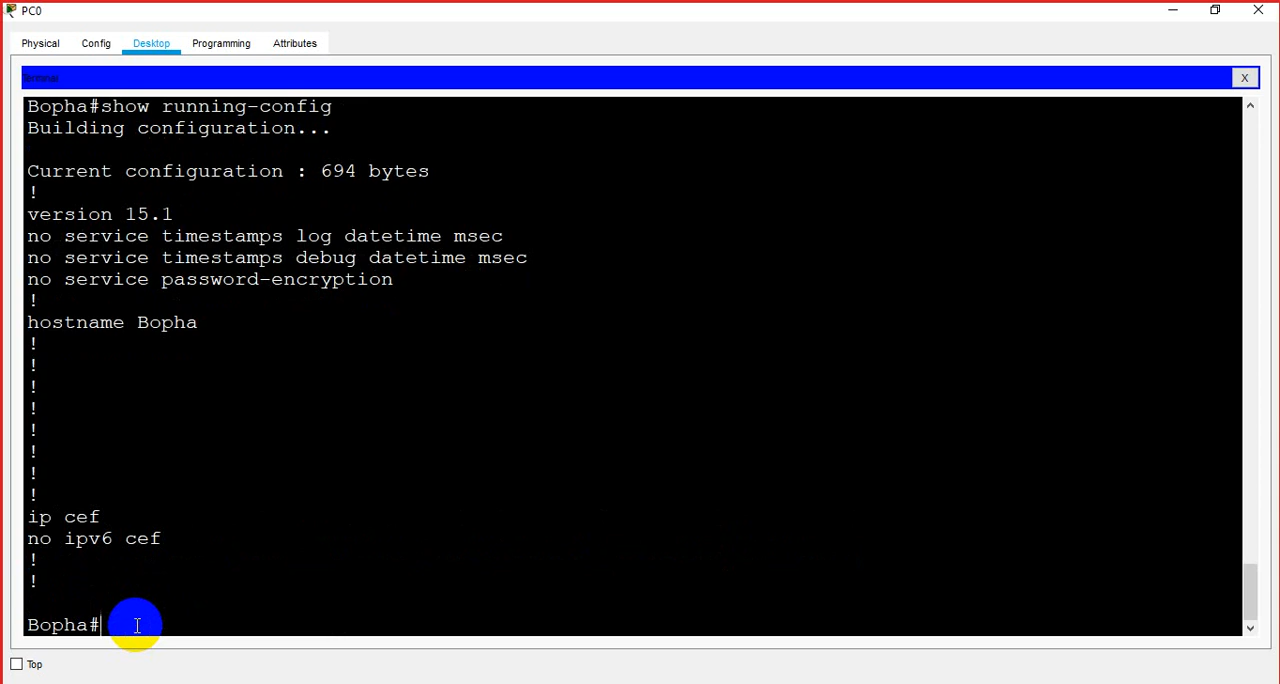 PC0
Physical Config Desktop Programming Attributes
Terminal
X
Bopha#show running-config
Building configuration...
Current configuration : 694 bytes
!
version 15.1
no service timestamps log datetime msec
no service timestamps debug datetime msec
no service password-encryption
!
hostname Bopha
!
!
!
!
!
!
!
!
ip cef
no ipv6 cef
!
!
Bopha#
Top